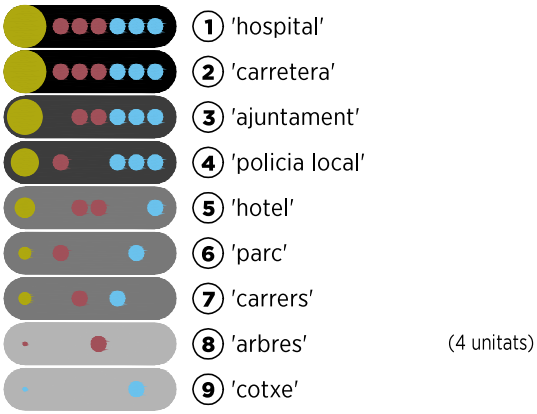 1 'hospital'
2 'carretera'
3 'ajuntament'
4 'policia local'
5 'hotel'
6 'parc'
7 'carrers'
8 'arbres' (4 unitats)
9 'cotxe'